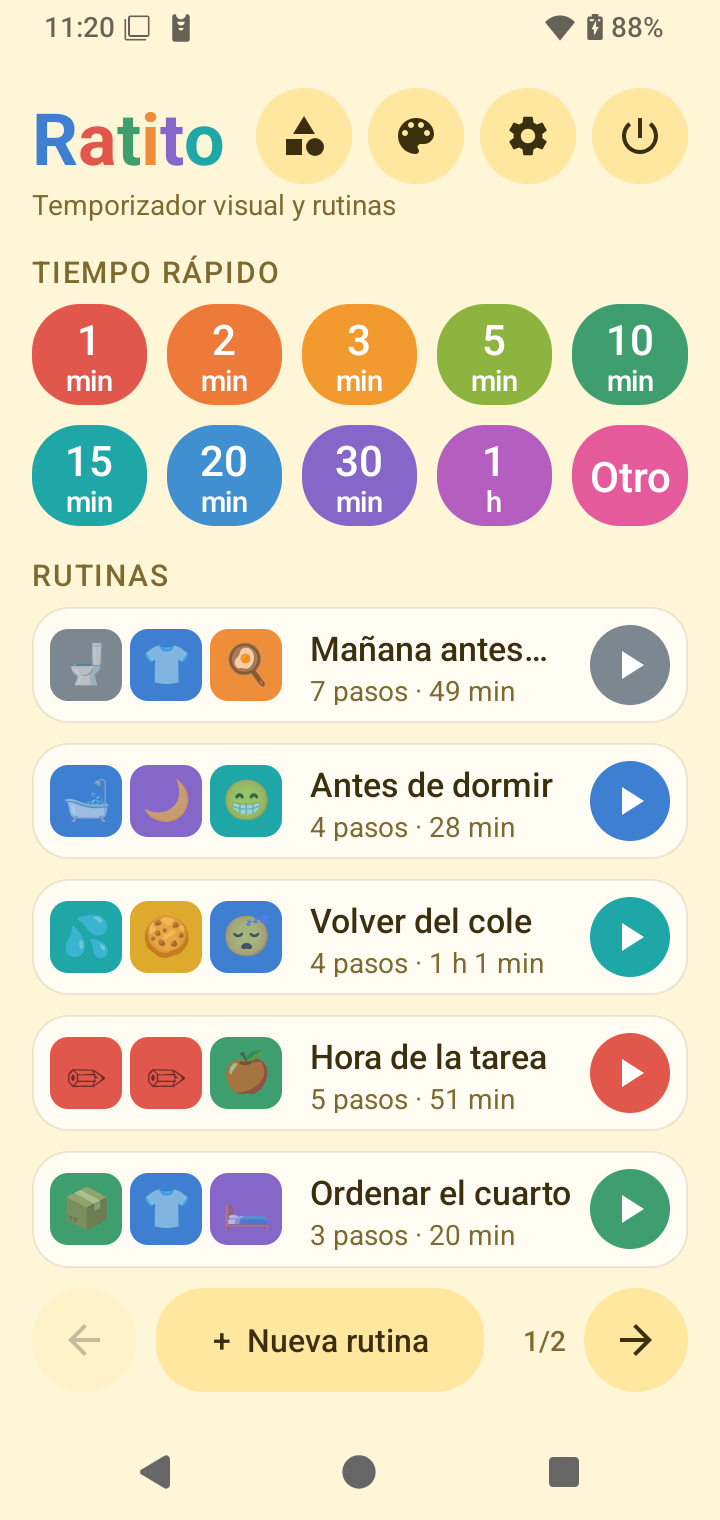 11:20
88%
Ratito
Temporizador visual y rutinas
TIEMPO RÁPIDO
1 min
2 min
3 min
5 min
10 min
15 min
20 min
30 min
1 h
Otro
RUTINAS
Mañana antes…
7 pasos · 49 min
Antes de dormir
4 pasos · 28 min
Volver del cole
4 pasos · 1 h 1 min
Hora de la tarea
5 pasos · 51 min
Ordenar el cuarto
3 pasos · 20 min
+ Nueva rutina
1/2